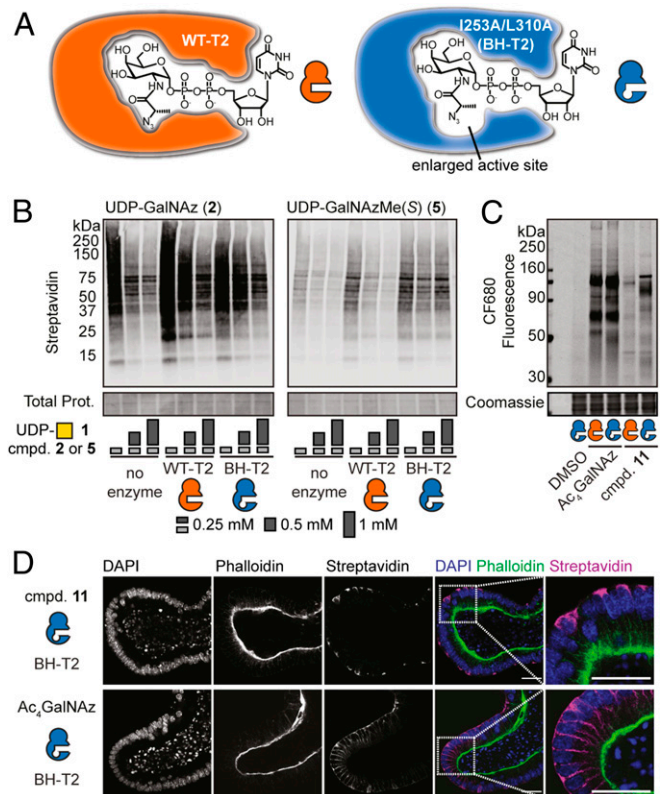 A
WT-T2
I253A/L310A
(BH-T2)
enlarged active site
B
UDP-GalNAz (2)
UDP-GalNAzMe(S) (5)
kDa
250
150
75
50
37
25
15
Streptavidin
Total Prot.
UDP- 1
cmpd. 2 or 5
no
enzyme
WT-T2
BH-T2
no
enzyme
WT-T2
BH-T2
0.25 mM
0.5 mM
1 mM
C
kDa
250
160
90
50
30
CF680
Fluorescence
Coomassie
DMSO
Ac4GalNAz
cmpd. 11
D
DAPI
Phalloidin
Streptavidin
DAPI Phalloidin Streptavidin
cmpd. 11
BH-T2
Ac4GalNAz
BH-T2